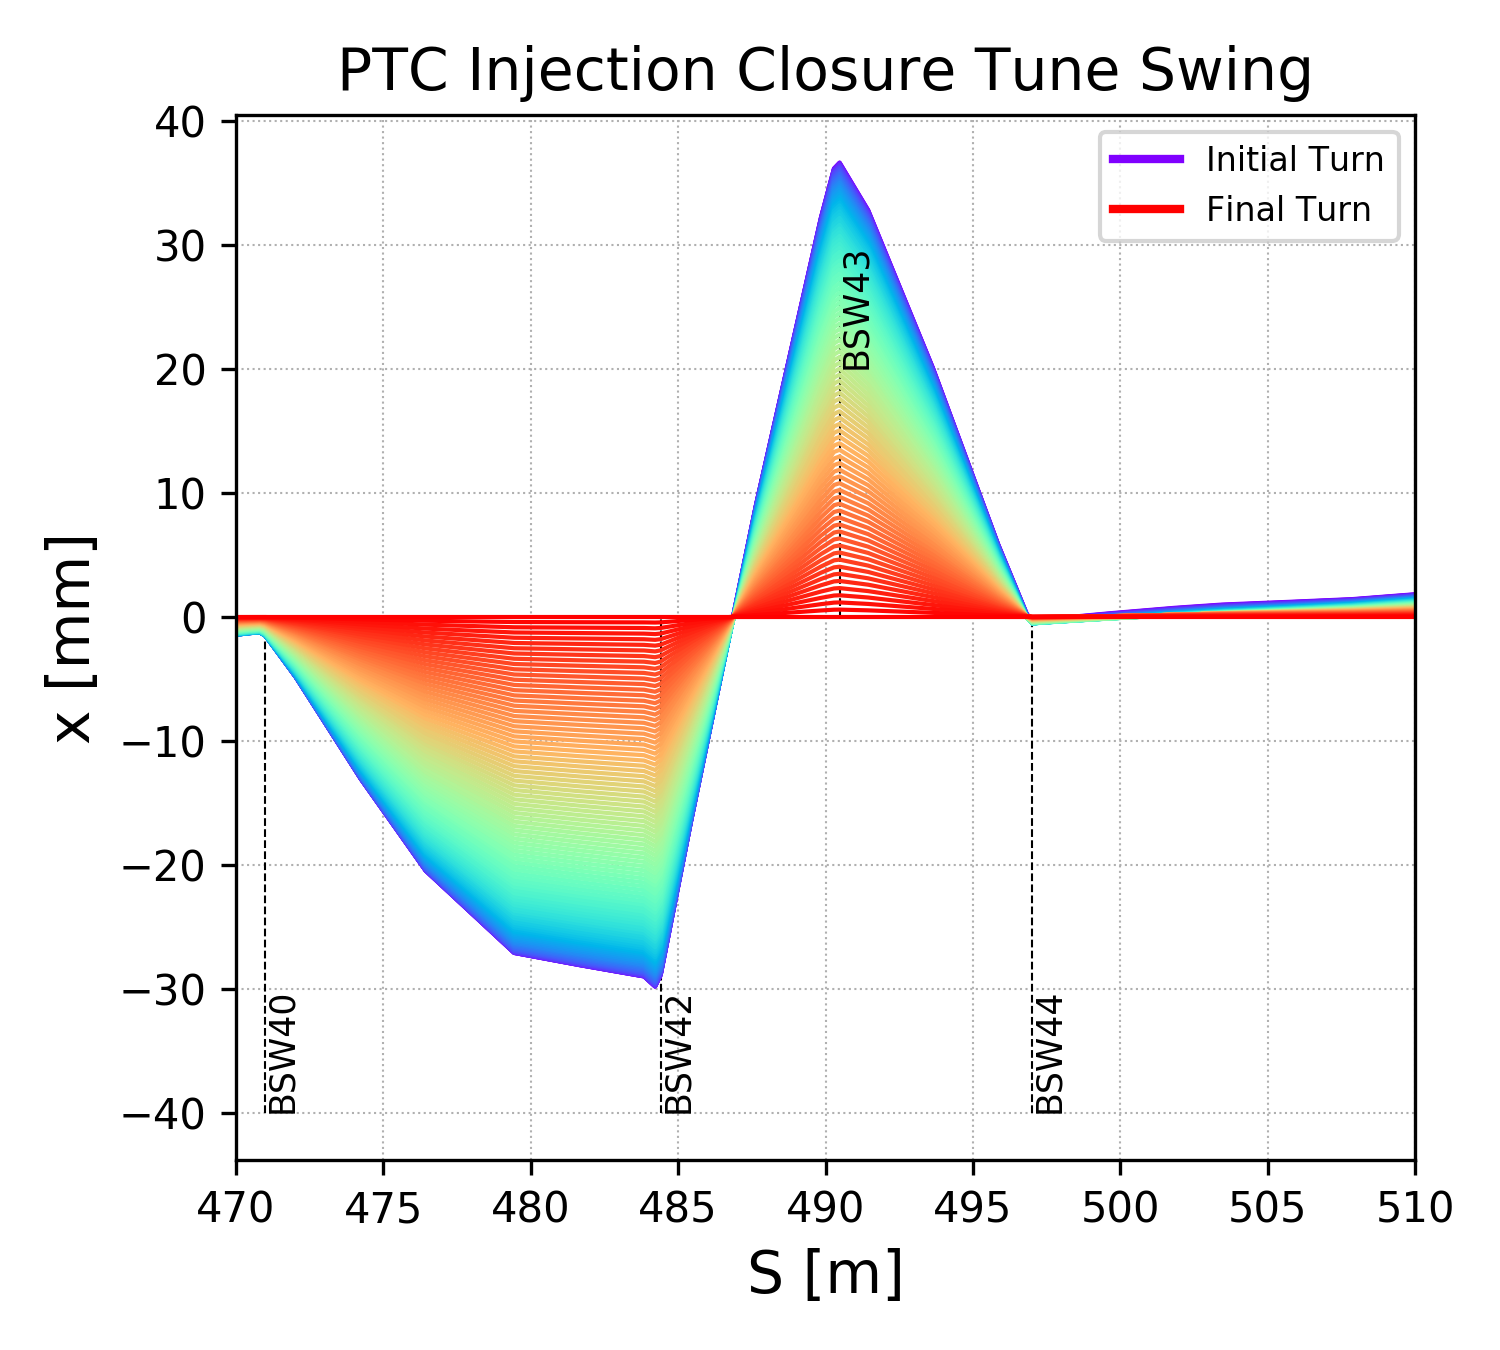 PTC Injection Closure Tune Swing
Initial Turn
Final Turn
x [mm]
40
30
20
10
0
−10
−20
−30
−40
BSW40
BSW42
BSW43
BSW44
470 475 480 485 490 495 500 505 510
S [m]